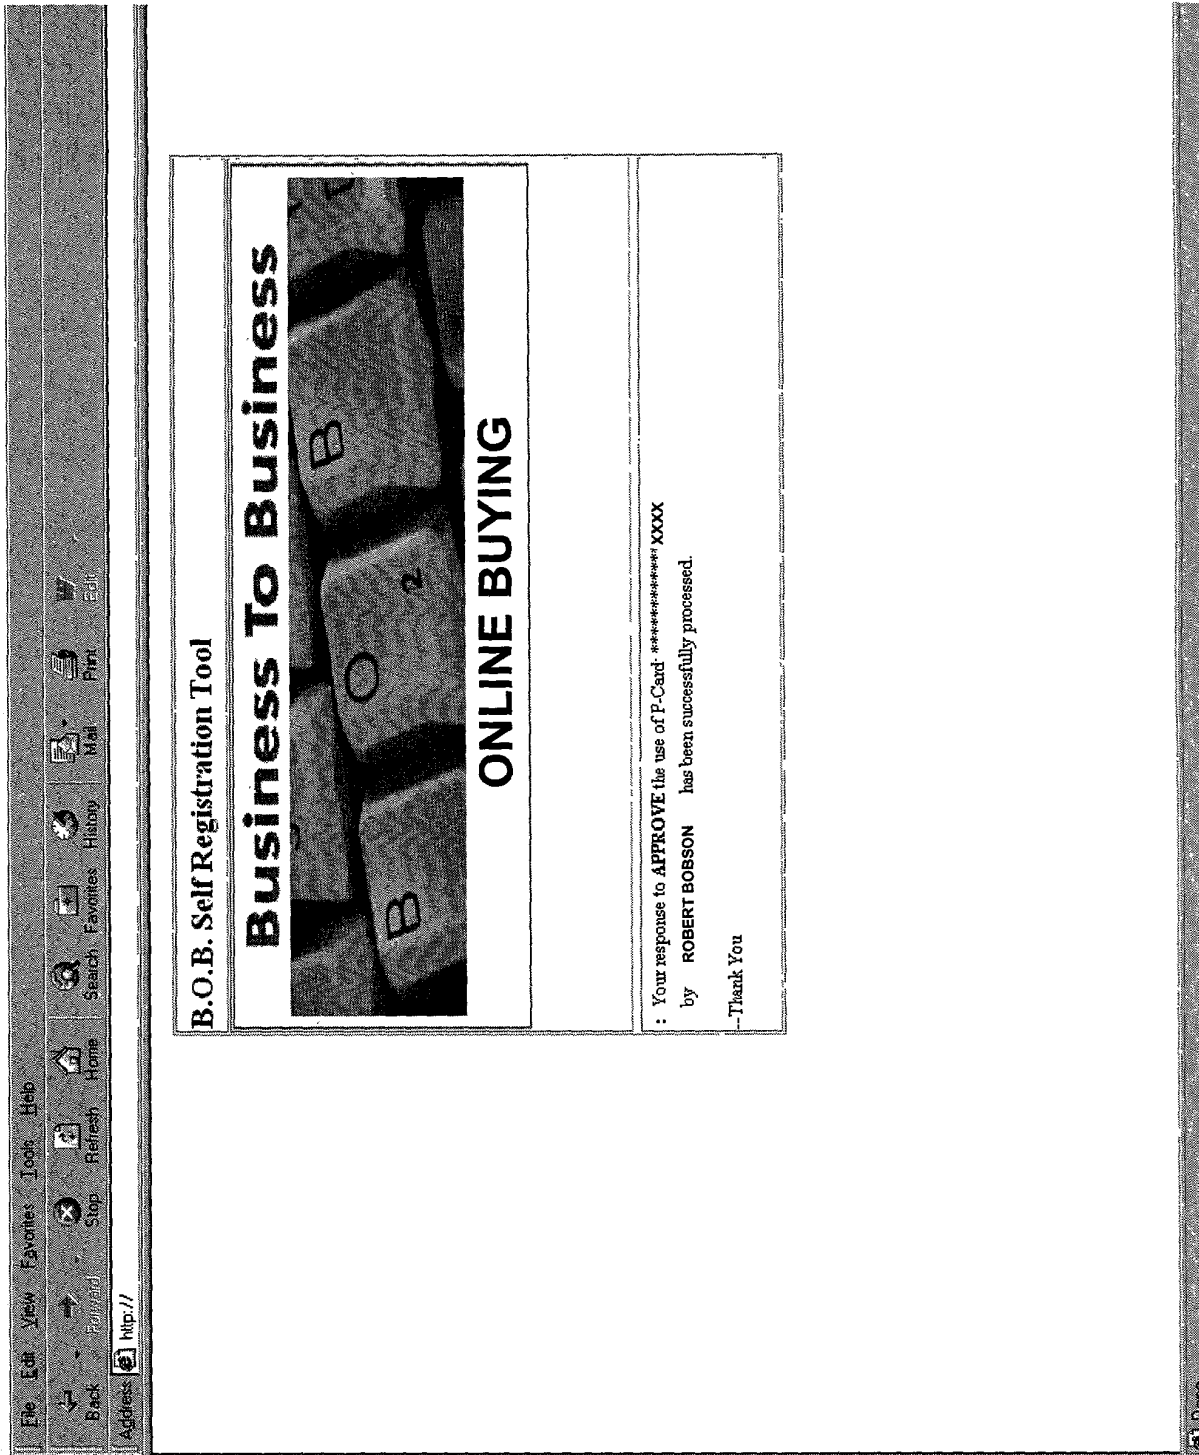 File Edit View Favorites Tools Help
Back Forward Stop Refresh Home Search Favorites History Mail Print Edit
Address http://
B.O.B. Self Registration Tool
Business To Business
B O 2 B
ONLINE BUYING
: Your response to APPROVE the use of P-Card- ************XXXX
by ROBERT BOBSON has been successfully processed.
--Thank You